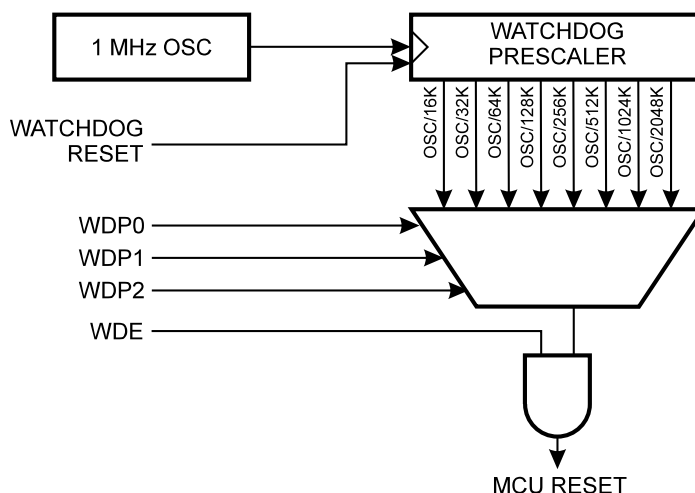 1 MHz OSC
WATCHDOG
PRESCALER
WATCHDOG
RESET
OSC/16K
OSC/32K
OSC/64K
OSC/128K
OSC/256K
OSC/512K
OSC/1024K
OSC/2048K
WDP0
WDP1
WDP2
WDE
MCU RESET